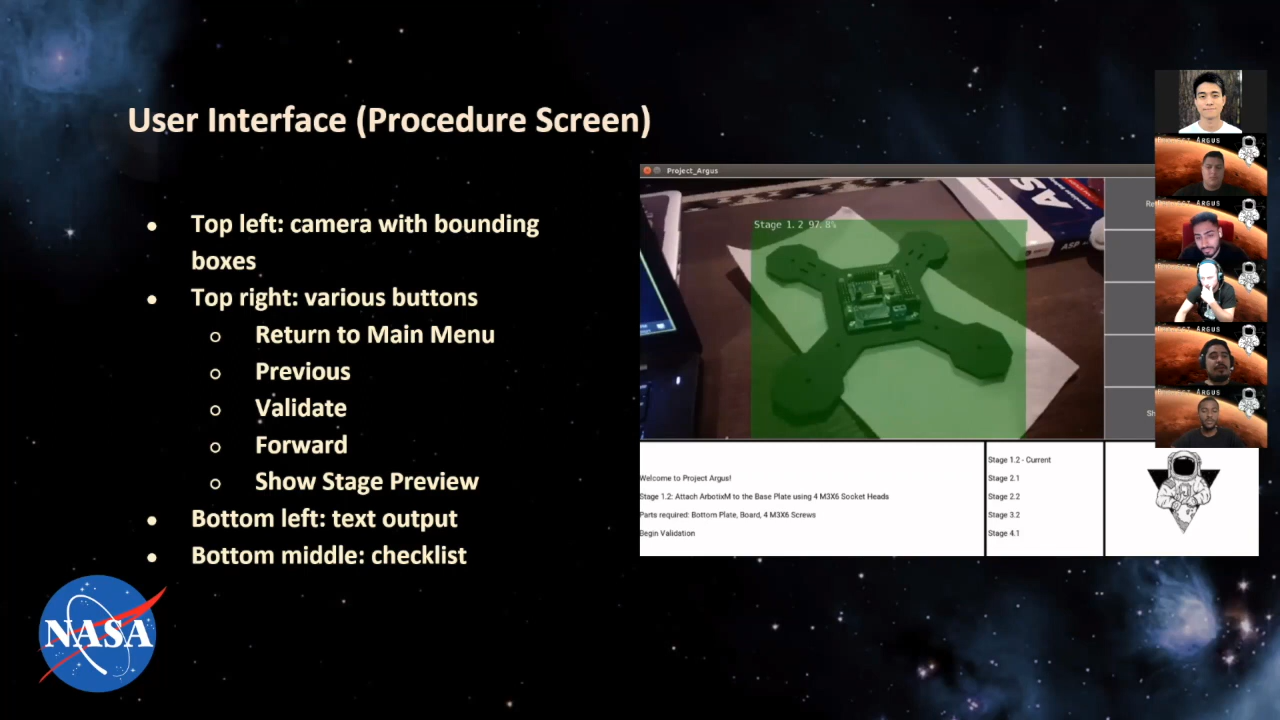 User Interface (Procedure Screen)
Top left: camera with bounding
boxes
Top right: various buttons
Return to Main Menu
Previous
Validate
Forward
Show Stage Preview
Bottom left: text output
Bottom middle: checklist
NASA
Project_Argus
Stage 1.2 97.8%
AS
Welcome to Project Argus!
Stage 1.2: Attach ArbotixM to the Base Plate using 4 M3X6 Socket Heads
Parts required: Bottom Plate, Board, 4 M3X6 Screws
Begin Validation
Stage 1.2 - Current
Stage 2.1
Stage 2.2
Stage 3.2
Stage 4.1